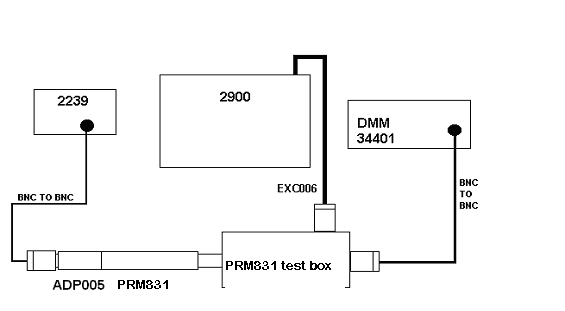 2239
2900
DMM
34401
EXC006
BNC TO BNC
BNC
TO
BNC
PRM831 test box
ADP005 PRM831